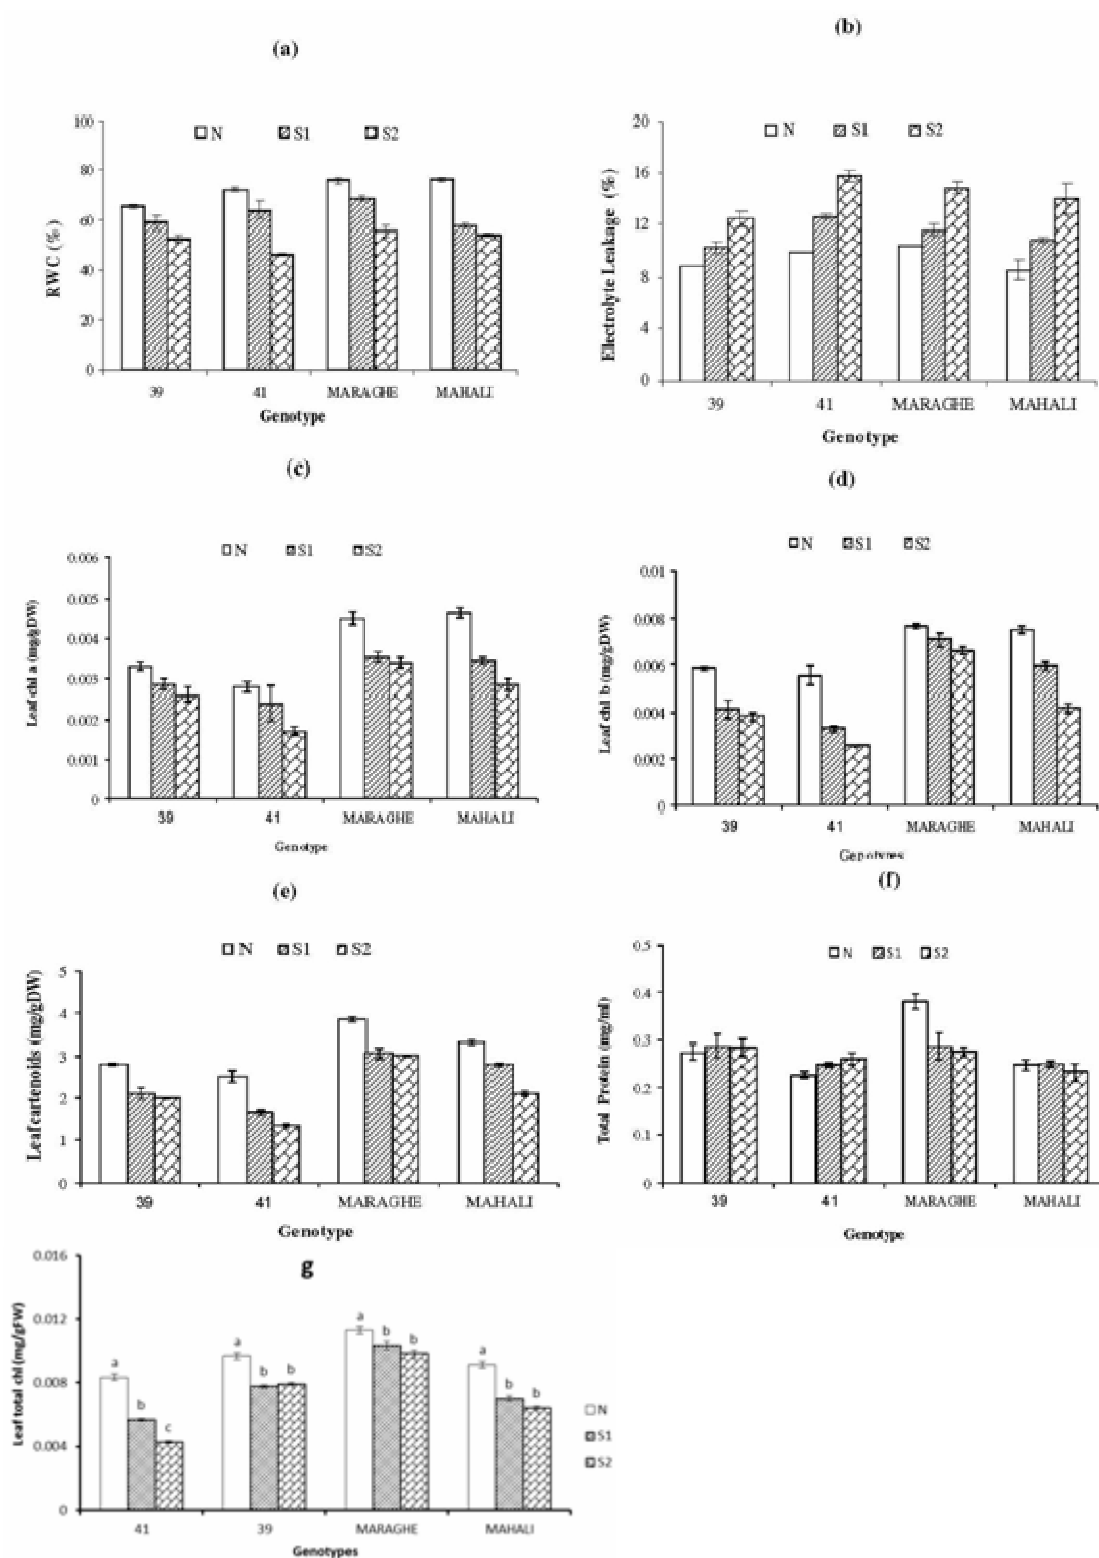 (a)
N S1 S2
100
80
60
40
20
0
RWC (%)
39 41 MARAGHE MAHALI
Genotype
(b)
N S1 S2
20
16
12
8
4
0
Electrolyte Leakage (%)
39 41 MARAGHE MAHALI
Genotype
(c)
N S1 S2
0.006
0.005
0.004
0.003
0.002
0.001
0
Leaf chl a (mg/gDW)
39 41 MARAGHE MAHALI
Genotype
(d)
N S1 S2
0.01
0.008
0.006
0.004
0.002
0
Leaf chl b (mg/gDW)
39 41 MARAGHE MAHALI
Genotypes
(e)
N S1 S2
5
4
3
2
1
0
Leaf cartenoids (mg/gDW)
39 41 MARAGHE MAHALI
Genotype
(f)
N S1 S2
0.5
0.4
0.3
0.2
0.1
0
Total Protein (mg/ml)
39 41 MARAGHE MAHALI
Genotype
g
0.016
0.012
0.008
0.004
0
Leaf total chl (mg/gFW)
a b c
a b b
a b b
a b b
N
S1
S2
41 39 MARAGHE MAHALI
Genotypes